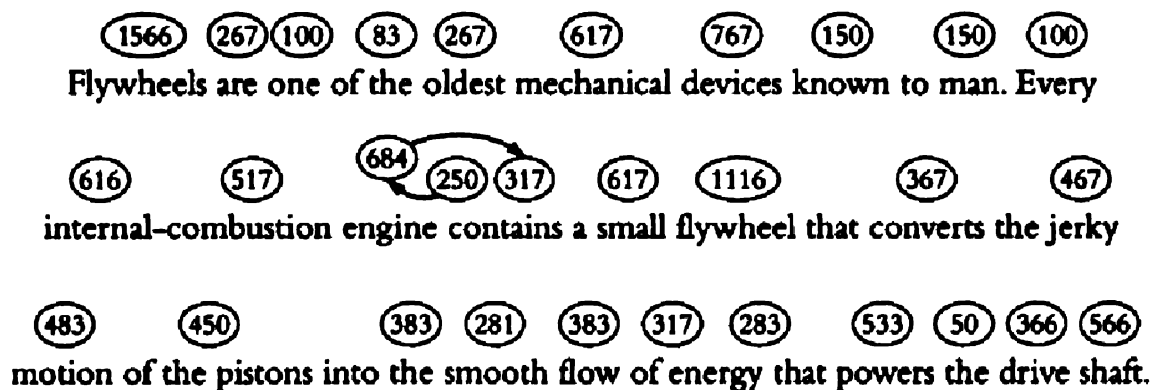 1566 267 100 83 267 617 767 150 150 100
Flywheels are one of the oldest mechanical devices known to man. Every
616 517 684 250 317 617 1116 367 467
internal-combustion engine contains a small flywheel that converts the jerky
483 450 383 281 383 317 283 533 50 366 566
motion of the pistons into the smooth flow of energy that powers the drive shaft.